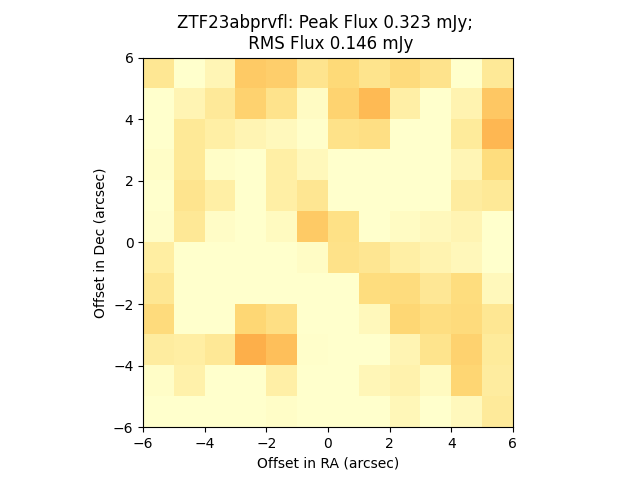 ZTF23abprvfl: Peak Flux 0.323 mJy;
RMS Flux 0.146 mJy
6
4
2
0
−2
−4
−6
Offset in Dec (arcsec)
−6 −4 −2 0 2 4 6
Offset in RA (arcsec)